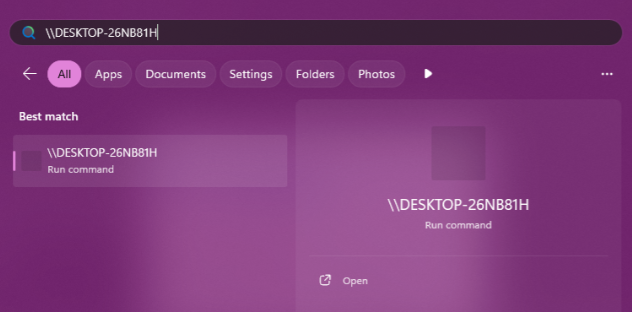 \\DESKTOP-26NB81H
All Apps Documents Settings Folders Photos
Best match
\\DESKTOP-26NB81H
Run command
\\DESKTOP-26NB81H
Run command
Open